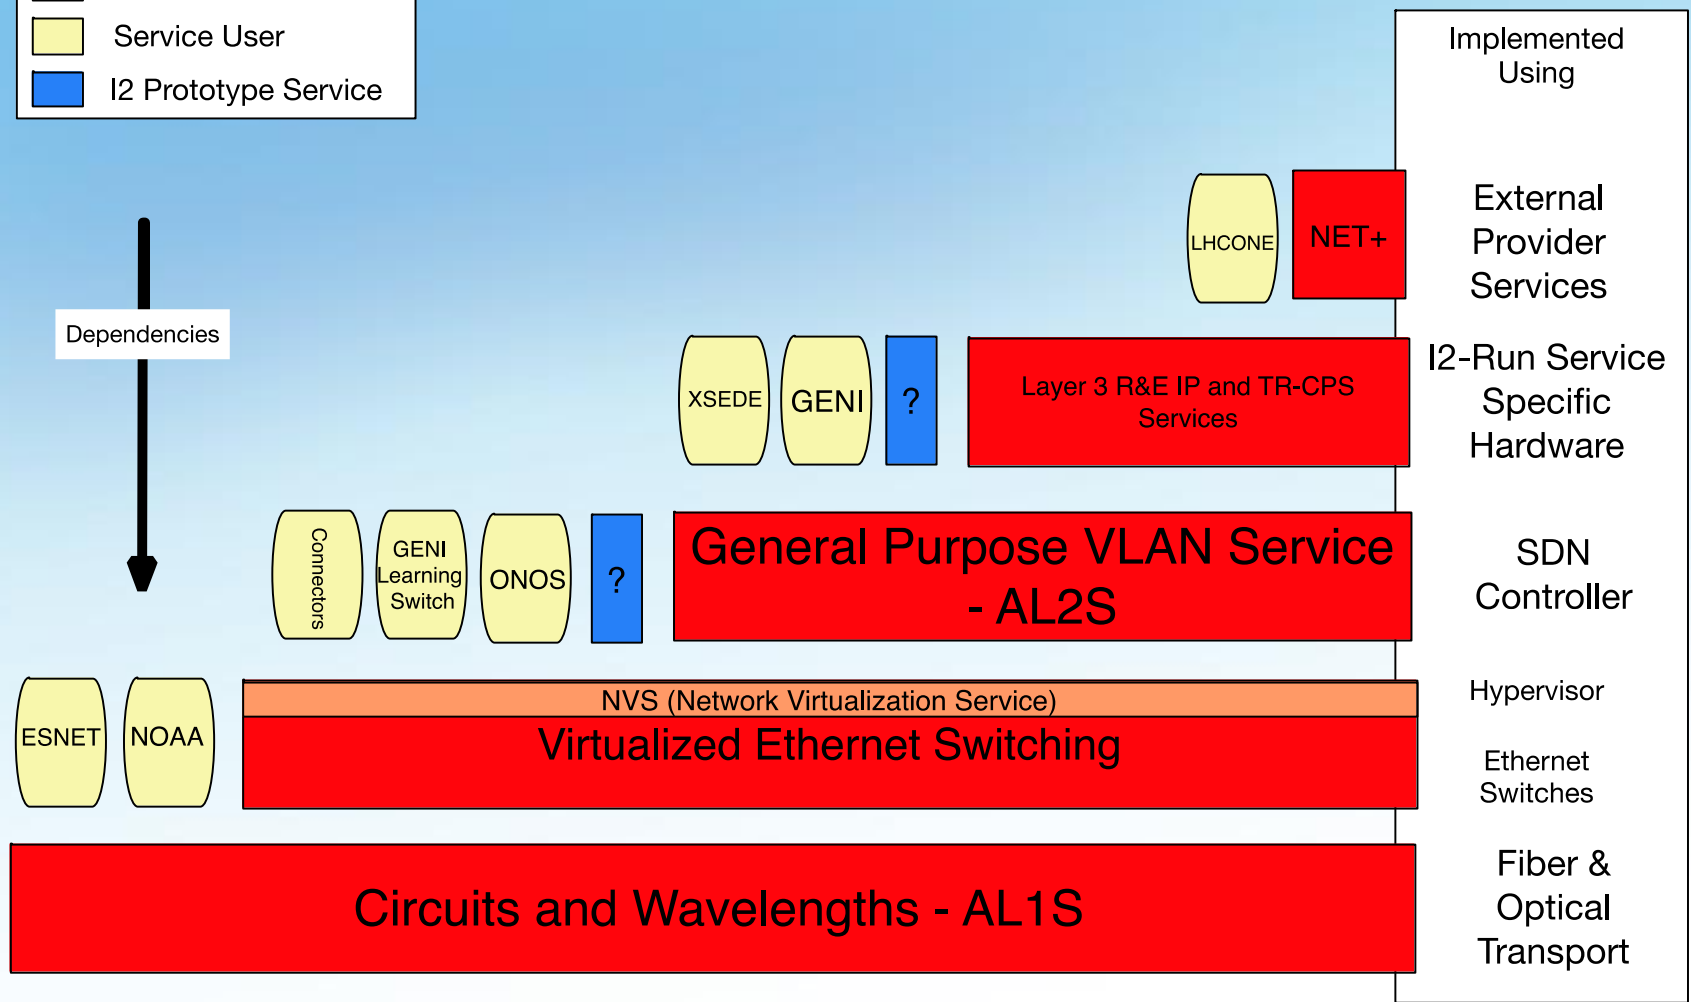 Service User
I2 Prototype Service
Implemented
Using
LHCONE
NET+
External
Provider
Services
Dependencies
XSEDE
GENI
?
Layer 3 R&E IP and TR-CPS
Services
I2-Run Service
Specific
Hardware
Connectors
GENI
Learning
Switch
ONOS
?
General Purpose VLAN Service
- AL2S
SDN
Controller
ESNET
NOAA
NVS (Network Virtualization Service)
Virtualized Ethernet Switching
Hypervisor
Ethernet
Switches
Circuits and Wavelengths - AL1S
Fiber &
Optical
Transport